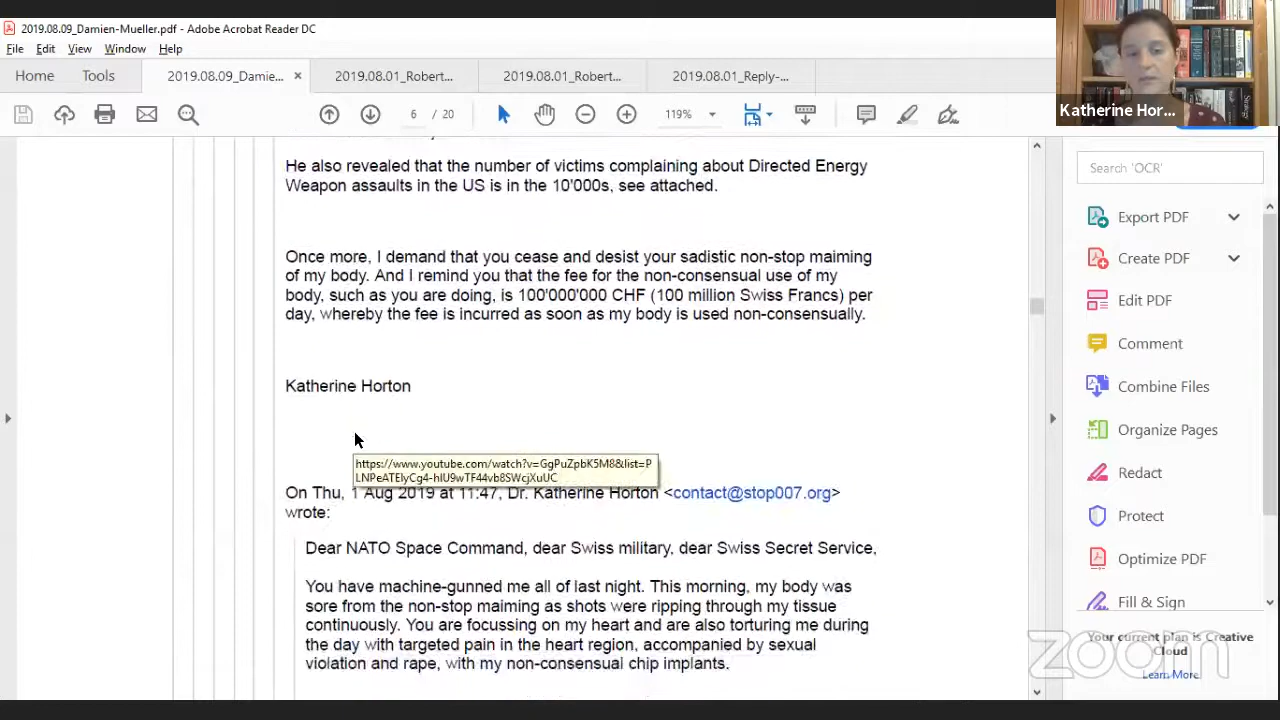 2019.08.09_Damien-Mueller.pdf - Adobe Acrobat Reader DC
File Edit View Window Help
Home Tools 2019.08.09_Damie... × 2019.08.01_Robert... 2019.08.01_Robert... 2019.08.01_Reply-...
6 / 20 119%
Katherine Hor...
He also revealed that the number of victims complaining about Directed Energy
Weapon assaults in the US is in the 10'000s, see attached.
Once more, I demand that you cease and desist your sadistic non-stop maiming
of my body. And I remind you that the fee for the non-consensual use of my
body, such as you are doing, is 100'000'000 CHF (100 million Swiss Francs) per
day, whereby the fee is incurred as soon as my body is used non-consensually.
Katherine Horton
https://www.youtube.com/watch?v=GgPuZpbK5M8&list=P
LNPeATElyCg4-hlU9wTF44vb8SWcjXuUC
On Thu, 1 Aug 2019 at 11:47, Dr. Katherine Horton <contact@stop007.org>
wrote:
Dear NATO Space Command, dear Swiss military, dear Swiss Secret Service,
You have machine-gunned me all of last night. This morning, my body was
sore from the non-stop maiming as shots were ripping through my tissue
continuously. You are focussing on my heart and are also torturing me during
the day with targeted pain in the heart region, accompanied by sexual
violation and rape, with my non-consensual chip implants.
Search 'OCR'
Export PDF
Create PDF
Edit PDF
Comment
Combine Files
Organize Pages
Redact
Protect
Optimize PDF
Fill & Sign
Your current plan is Creative
Cloud
Learn More
zoom